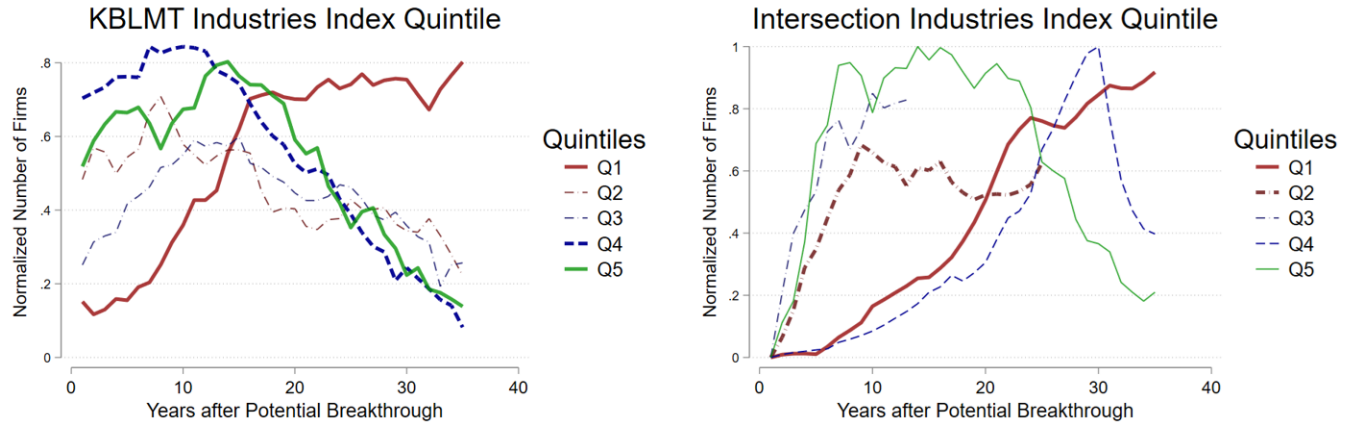 KBLMT Industries Index Quintile
Normalized Number of Firms
.8
.6
.4
.2
0
0
10
20
30
40
Years after Potential Breakthrough
Quintiles
Q1
Q2
Q3
Q4
Q5
Intersection Industries Index Quintile
Normalized Number of Firms
1
.8
.6
.4
.2
0
0
10
20
30
40
Years after Potential Breakthrough
Quintiles
Q1
Q2
Q3
Q4
Q5